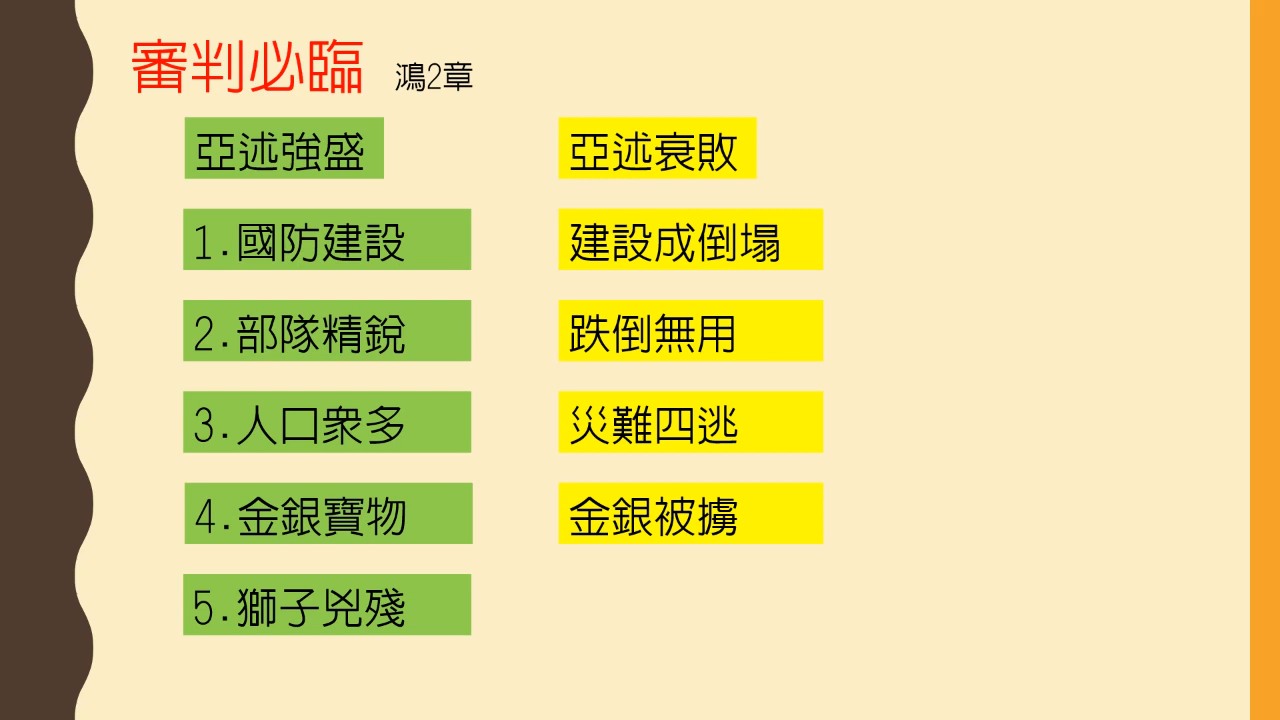 審判必臨 鴻2章
亞述強盛 亞述衰敗
1.國防建設 建設成倒塌
2.部隊精銳 跌倒無用
3.人口衆多 災難四逃
4.金銀寶物 金銀被擄
5.獅子兇殘